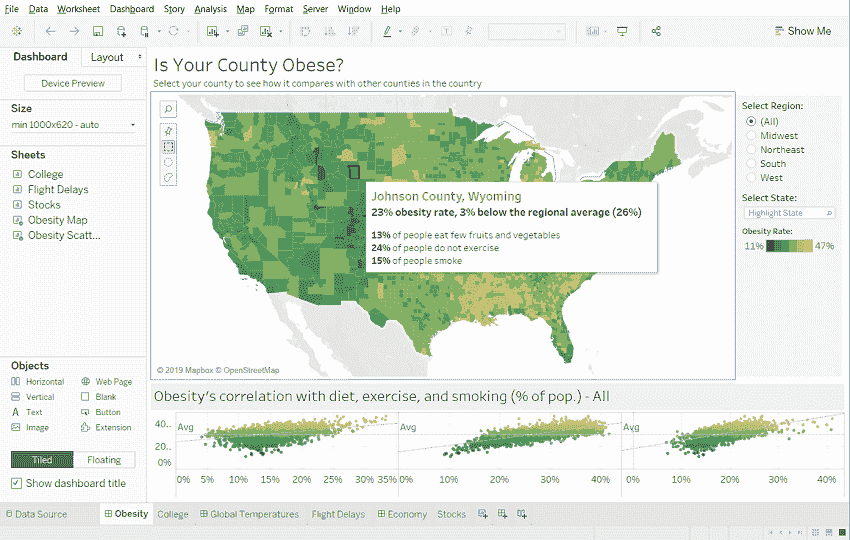 File Data Worksheet Dashboard Story Analysis Map Format Server Window Help
Show Me
Dashboard Layout
Device Preview
Size
min 1000x620 - auto
Sheets
College
Flight Delays
Stocks
Obesity Map
Obesity Scatt...
Objects
Horizontal Web Page
Vertical Blank
Text Button
Image Extension
Tiled Floating
Show dashboard title
Is Your County Obese?
Select your county to see how it compares with other counties in the country
Johnson County, Wyoming
23% obesity rate, 3% below the regional average (26%)
13% of people eat few fruits and vegetables
24% of people do not exercise
15% of people smoke
© 2019 Mapbox © OpenStreetMap
Select Region:
(All)
Midwest
Northeast
South
West
Select State:
Highlight State
Obesity Rate:
11% 47%
Obesity's correlation with diet, exercise, and smoking (% of pop.) - All
40.. Avg Avg Avg
20..
0%
0% 5% 10% 15% 20% 25% 30% 35% 0% 10% 20% 30% 40% 0% 10% 20% 30% 40%
Data Source Obesity College Global Temperatures Flight Delays Economy Stocks